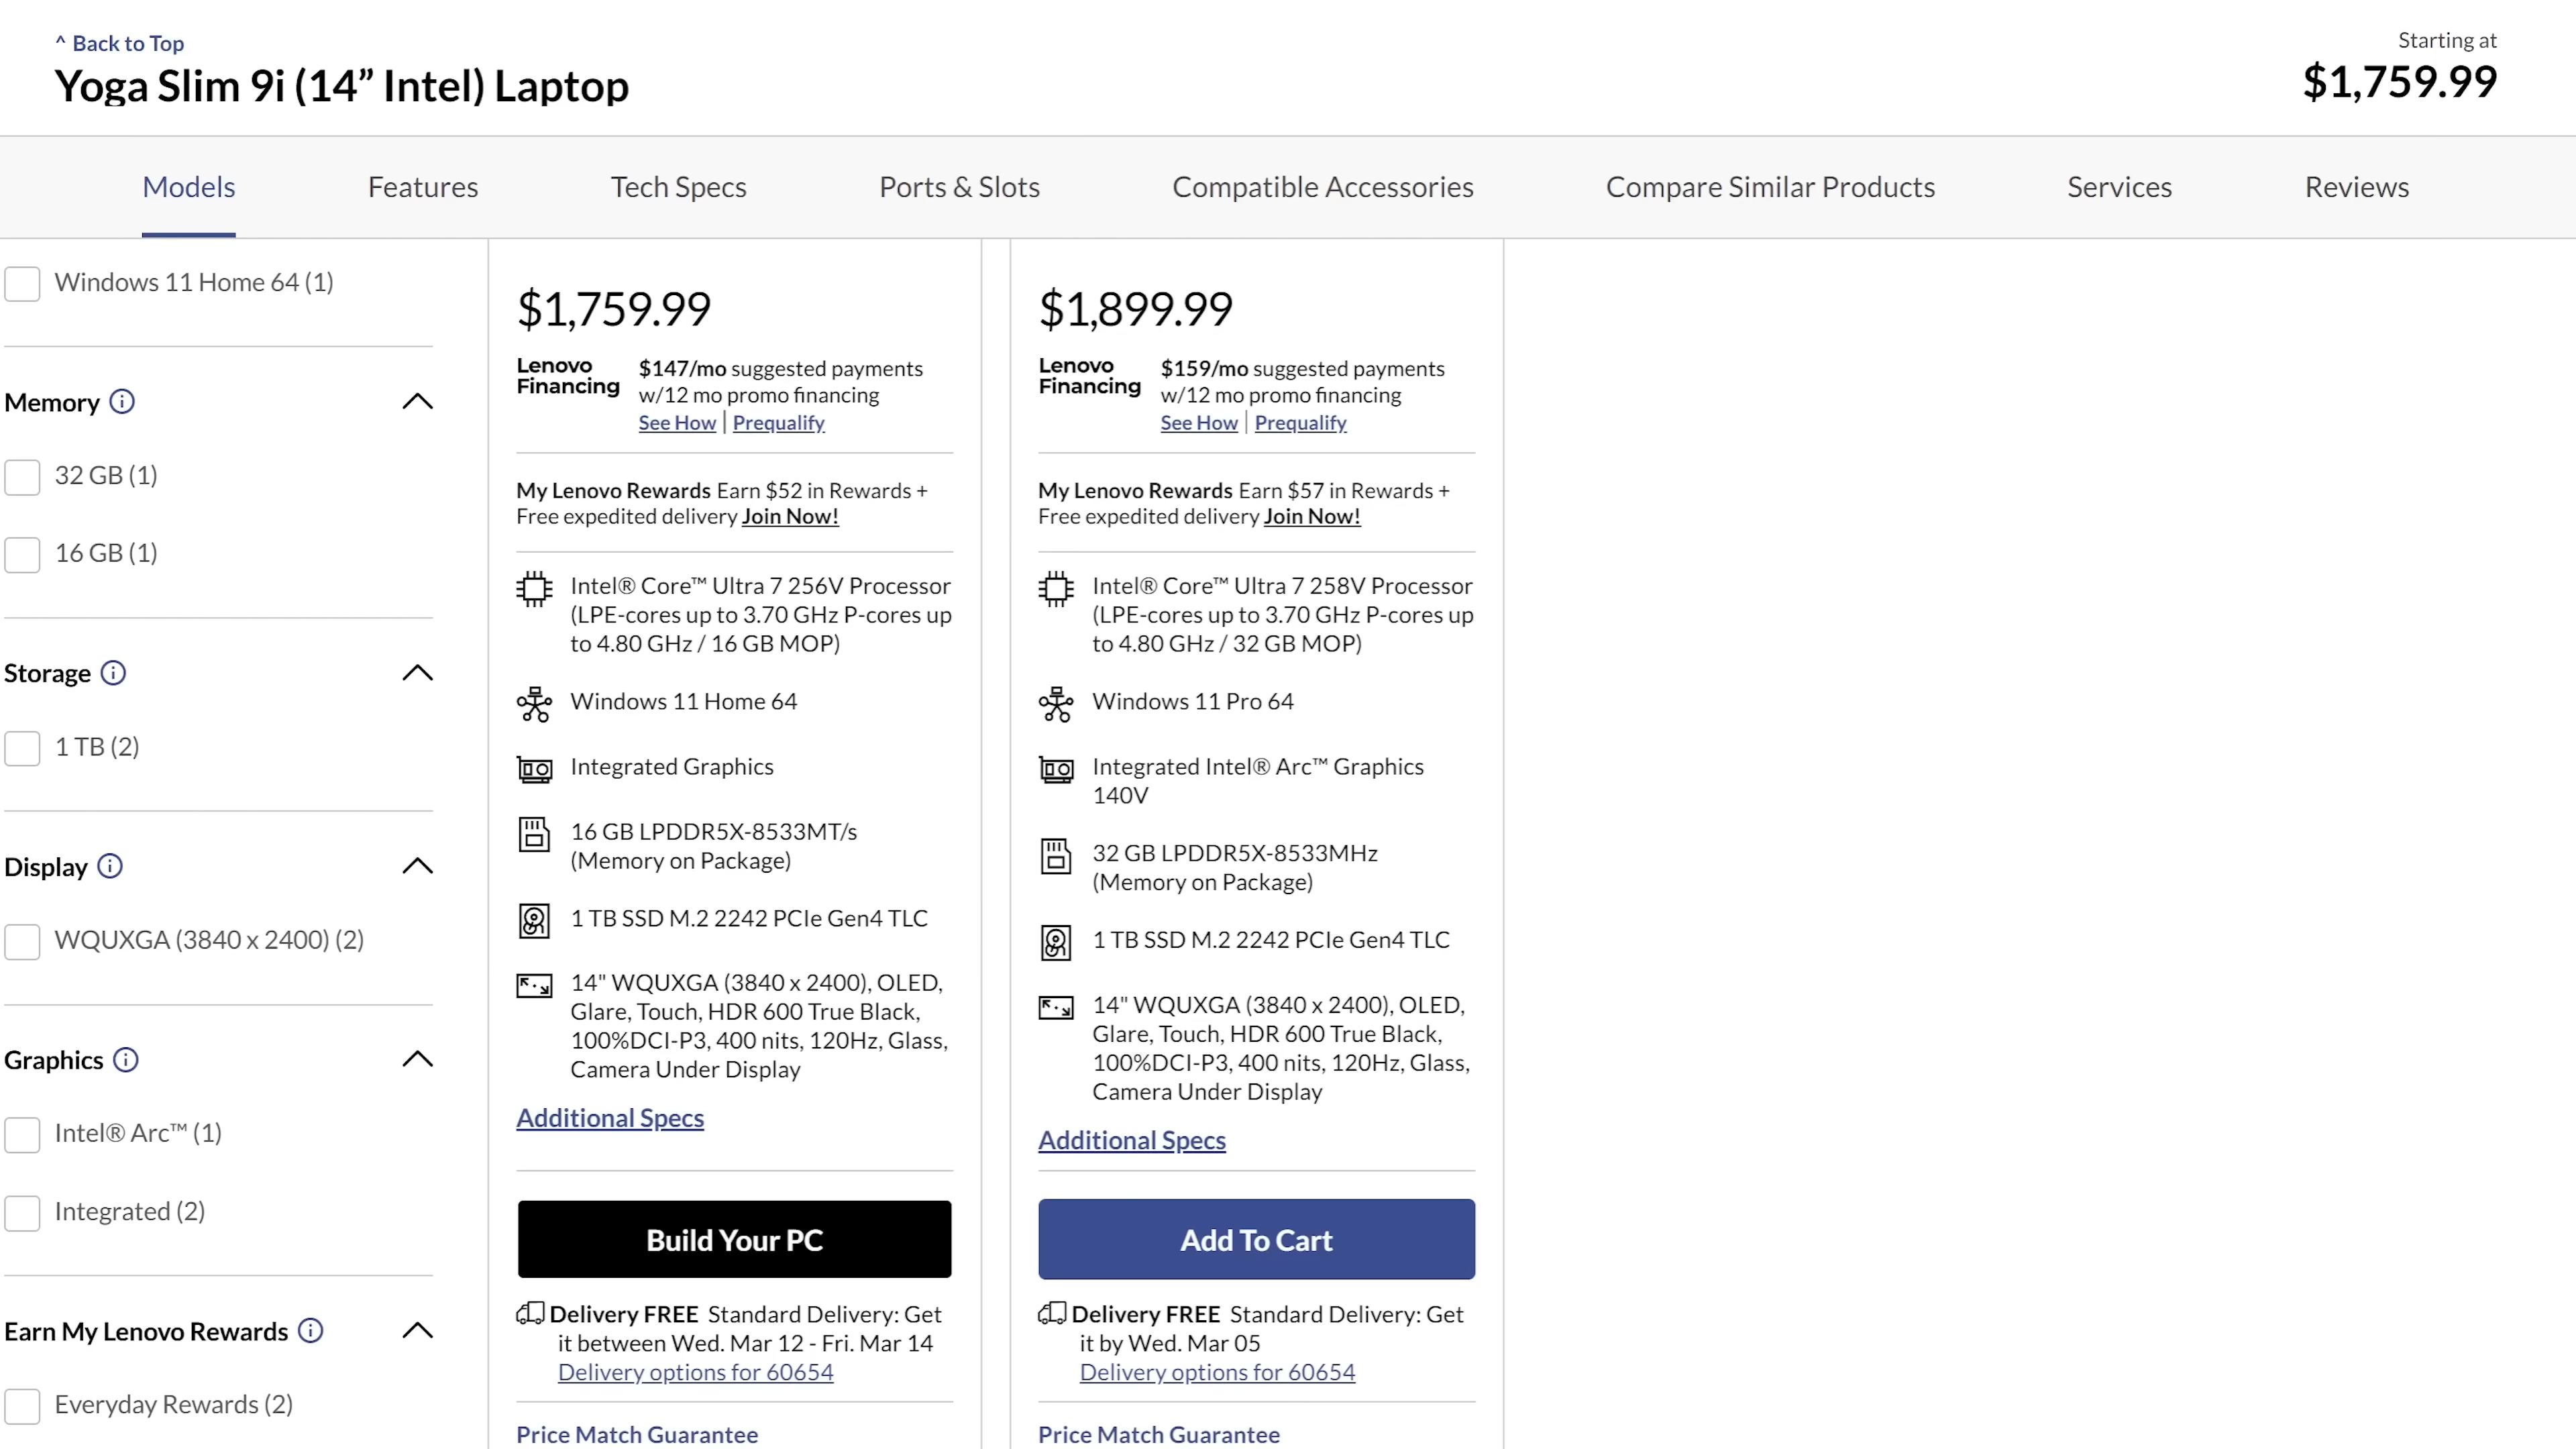 ^ Back to Top
Yoga Slim 9i (14” Intel) Laptop
Starting at
$1,759.99
Models
Features
Tech Specs
Ports & Slots
Compatible Accessories
Compare Similar Products
Services
Reviews
Windows 11 Home 64 (1)
Memory
32 GB (1)
16 GB (1)
Storage
1 TB (2)
Display
WQUXGA (3840 x 2400) (2)
Graphics
Intel® Arc™ (1)
Integrated (2)
Earn My Lenovo Rewards
Everyday Rewards (2)
$1,759.99
Lenovo
Financing
$147/mo suggested payments
w/12 mo promo financing
See How | Prequalify
My Lenovo Rewards Earn $52 in Rewards +
Free expedited delivery Join Now!
Intel® Core™ Ultra 7 256V Processor
(LPE-cores up to 3.70 GHz P-cores up
to 4.80 GHz / 16 GB MOP)
Windows 11 Home 64
Integrated Graphics
16 GB LPDDR5X-8533MT/s
(Memory on Package)
1 TB SSD M.2 2242 PCIe Gen4 TLC
14" WQUXGA (3840 x 2400), OLED,
Glare, Touch, HDR 600 True Black,
100%DCI-P3, 400 nits, 120Hz, Glass,
Camera Under Display
Additional Specs
Build Your PC
Delivery FREE Standard Delivery: Get
it between Wed. Mar 12 - Fri. Mar 14
Delivery options for 60654
Price Match Guarantee
$1,899.99
Lenovo
Financing
$159/mo suggested payments
w/12 mo promo financing
See How | Prequalify
My Lenovo Rewards Earn $57 in Rewards +
Free expedited delivery Join Now!
Intel® Core™ Ultra 7 258V Processor
(LPE-cores up to 3.70 GHz P-cores up
to 4.80 GHz / 32 GB MOP)
Windows 11 Pro 64
Integrated Intel® Arc™ Graphics
140V
32 GB LPDDR5X-8533MHz
(Memory on Package)
1 TB SSD M.2 2242 PCIe Gen4 TLC
14" WQUXGA (3840 x 2400), OLED,
Glare, Touch, HDR 600 True Black,
100%DCI-P3, 400 nits, 120Hz, Glass,
Camera Under Display
Additional Specs
Add To Cart
Delivery FREE Standard Delivery: Get
it by Wed. Mar 05
Delivery options for 60654
Price Match Guarantee